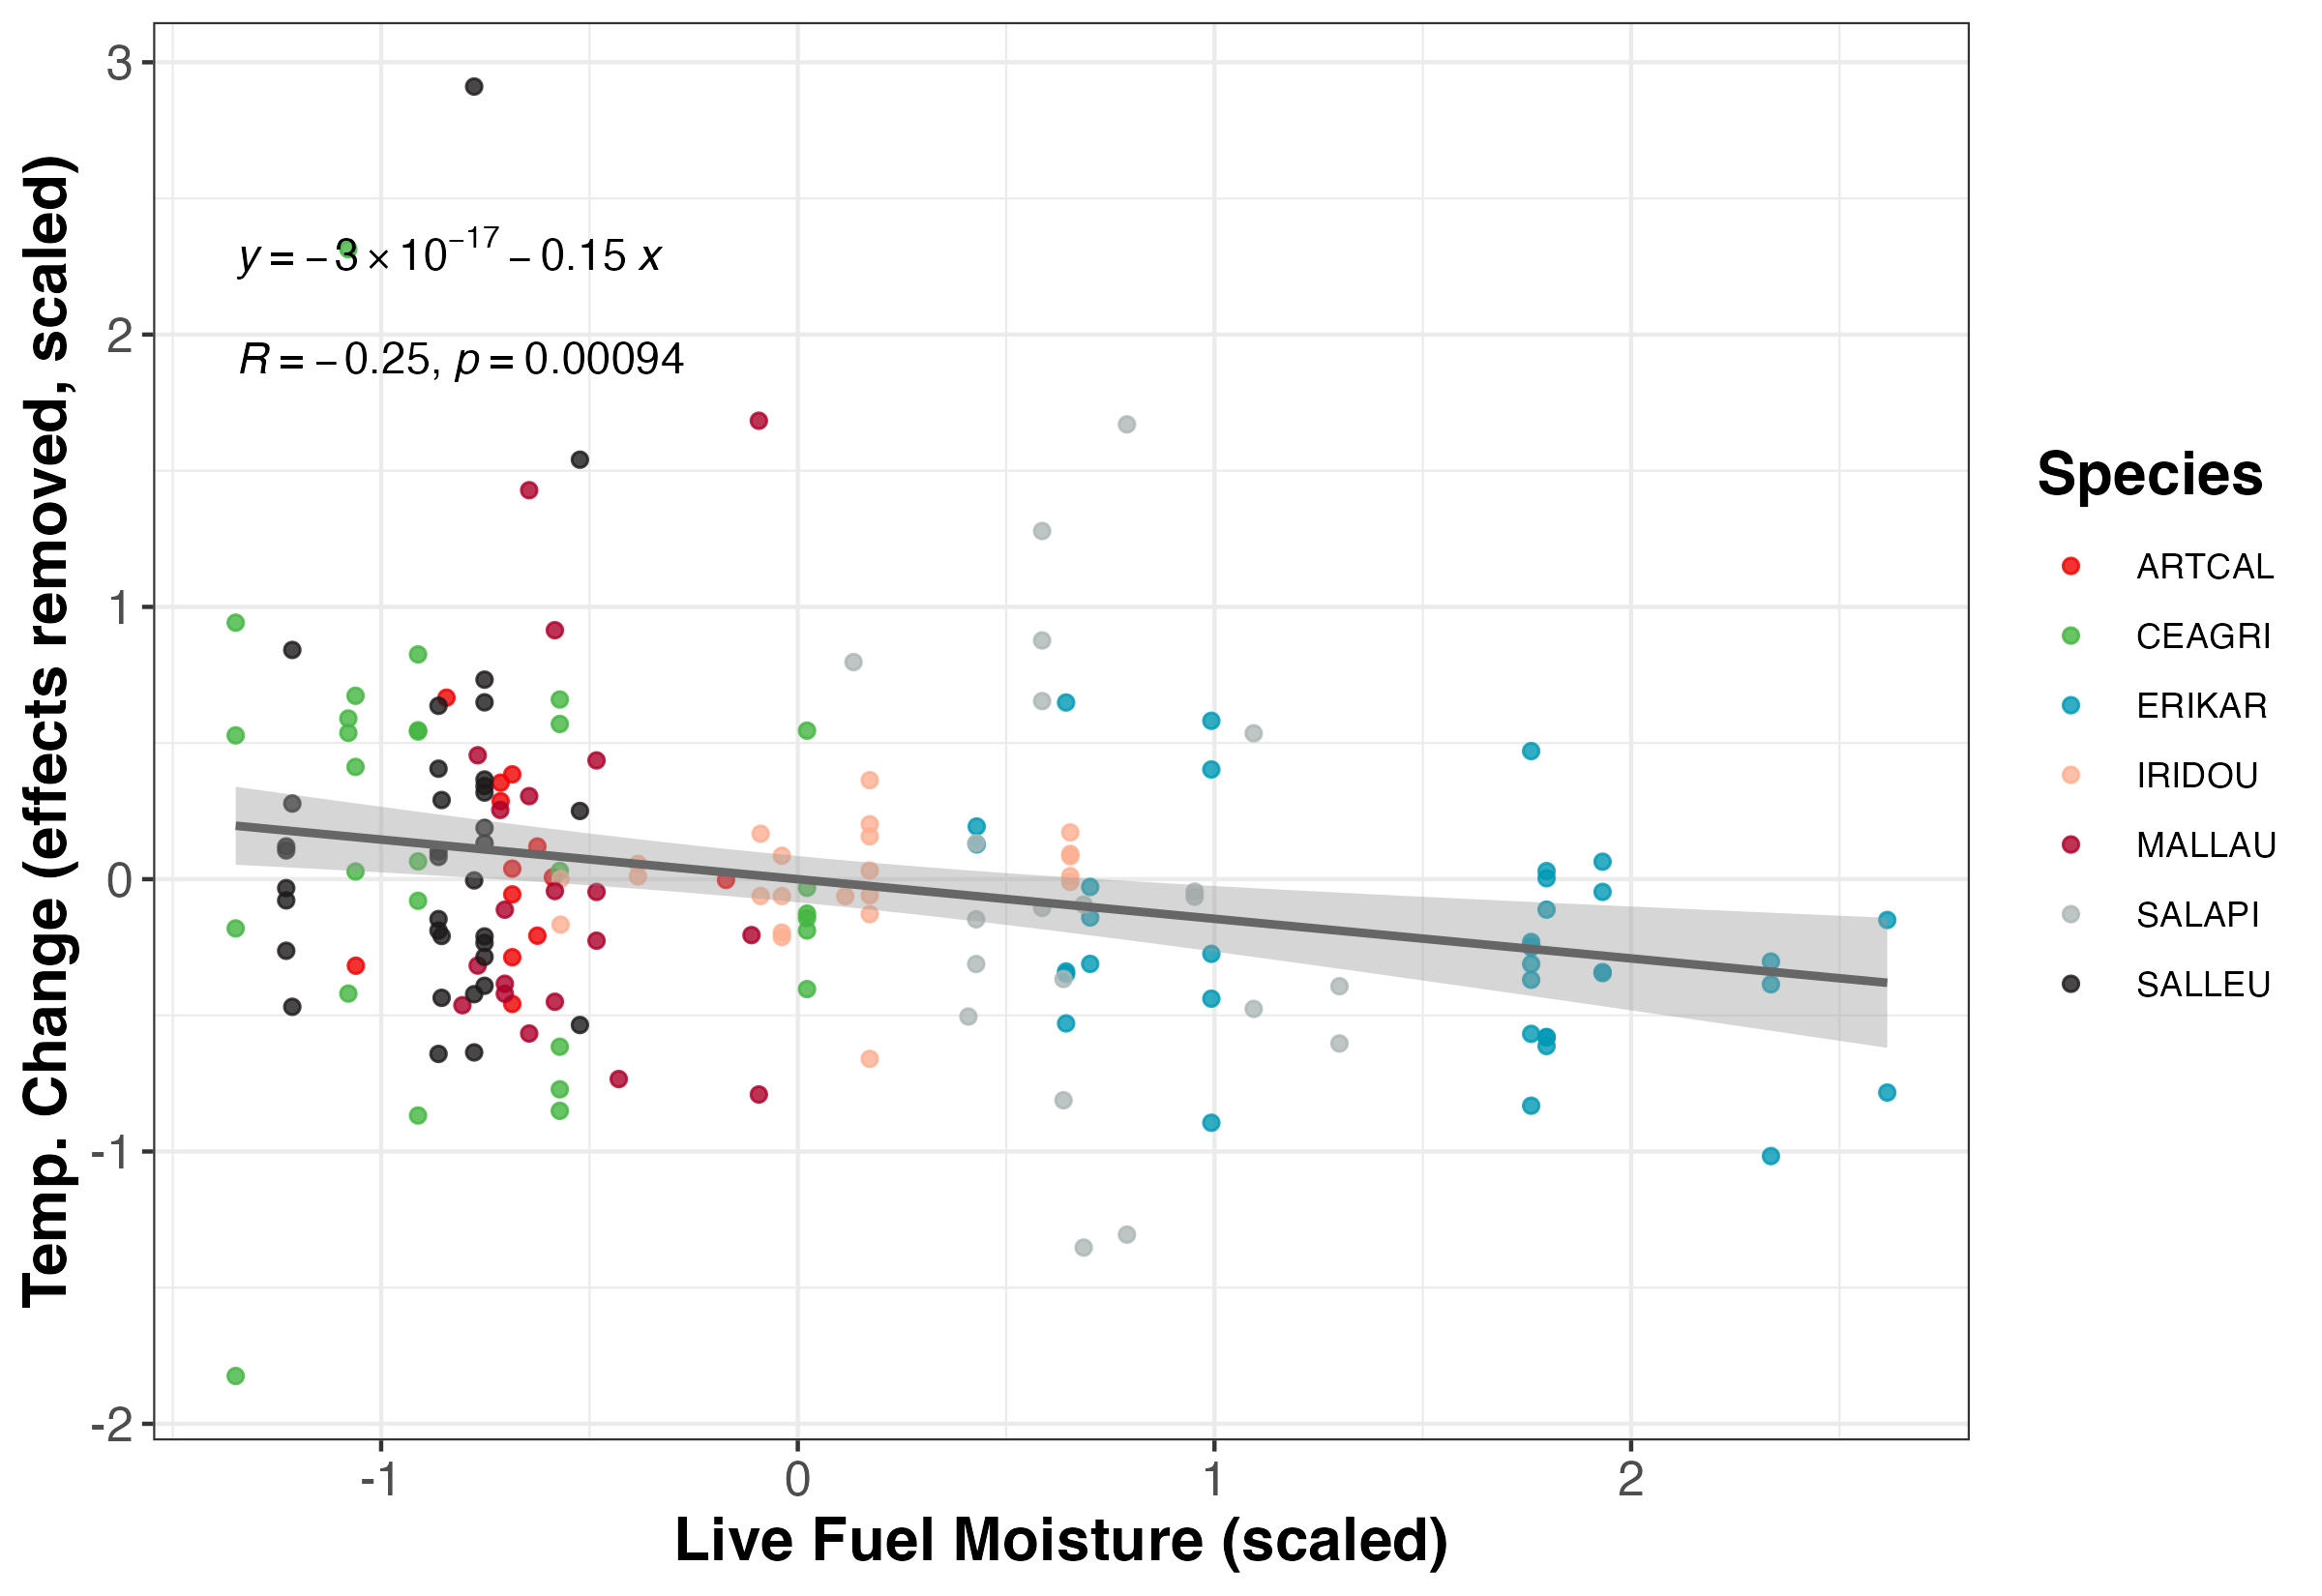 3
2
1
0
-1
-2
Temp. Change (effects removed, scaled)
y = −3 × 10⁻¹⁷ − 0.15 x
R = −0.25, p = 0.00094
-1 0 1 2
Live Fuel Moisture (scaled)
Species
ARTCAL
CEAGRI
ERIKAR
IRIDOU
MALLAU
SALAPI
SALLEU